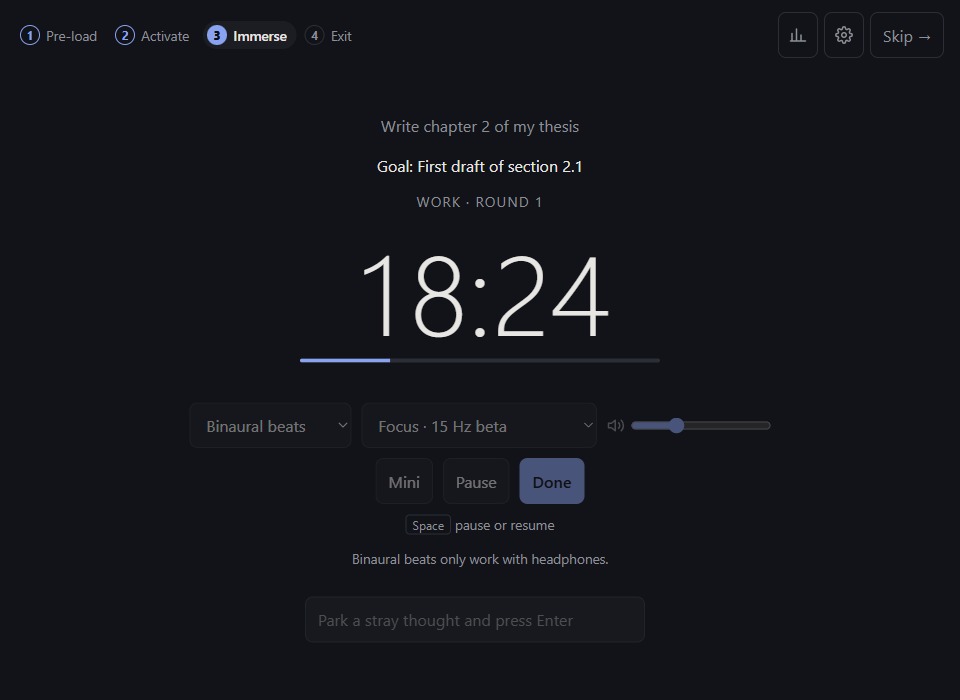 1 Pre-load 2 Activate 3 Immerse 4 Exit Skip →
Write chapter 2 of my thesis
Goal: First draft of section 2.1
WORK · ROUND 1
18:24
Binaural beats Focus · 15 Hz beta
Mini Pause Done
Space pause or resume
Binaural beats only work with headphones.
Park a stray thought and press Enter